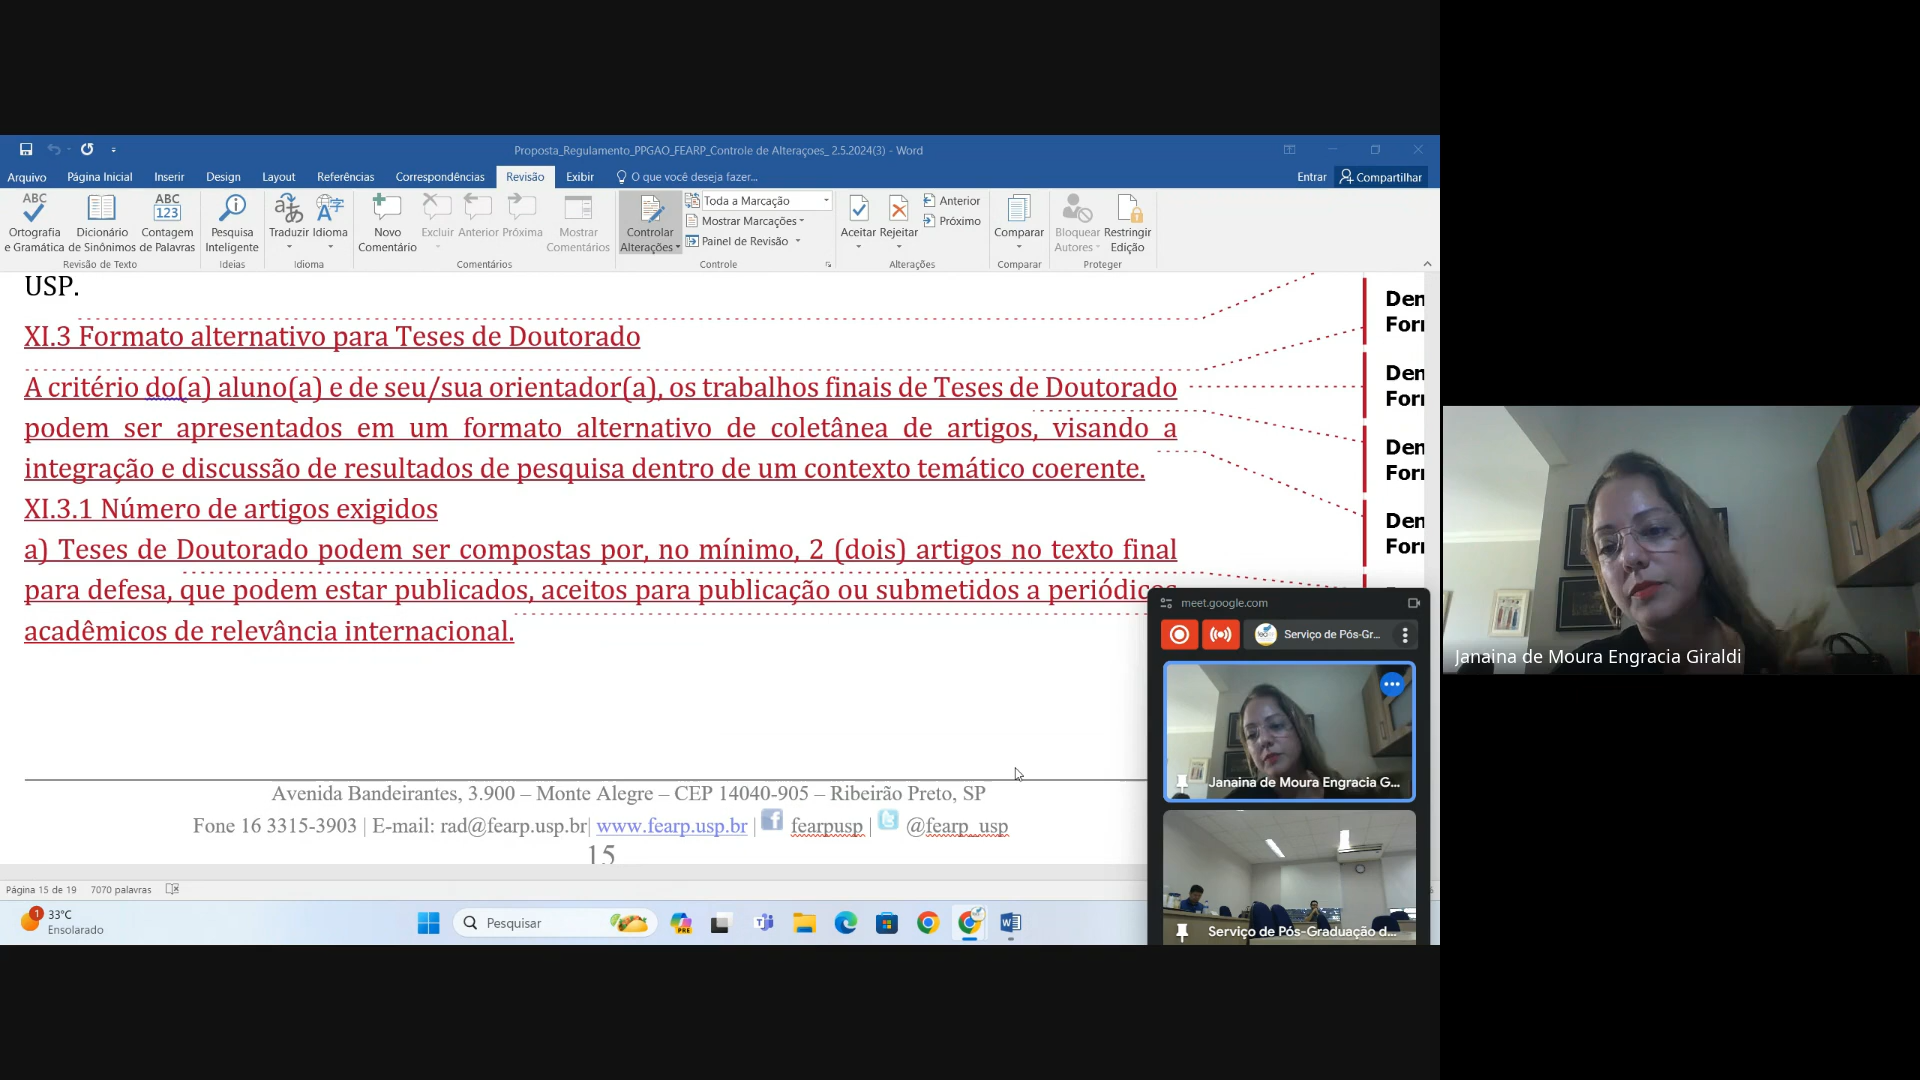 Proposta_Regulamento_PPGAO_FEARP_Controle de Alteraçoes_ 2.5.2024(3) - Word
Arquivo Página Inicial Inserir Design Layout Referências Correspondências Revisão Exibir O que você deseja fazer... Entrar Compartilhar
ABC
Ortografia e Gramática
Dicionário de Sinônimos
ABC
123
Contagem de Palavras
Revisão de Texto
Pesquisa Inteligente
Ideias
Traduzir
Idioma
Idioma
Novo Comentário
Excluir
Anterior
Próxima
Mostrar Comentários
Comentários
Controlar Alterações
Toda a Marcação
Mostrar Marcações
Painel de Revisão
Controle
Aceitar
Rejeitar
Anterior
Próximo
Alterações
Comparar
Comparar
Bloquear Autores
Restringir Edição
Proteger
USP.
XI.3 Formato alternativo para Teses de Doutorado
A critério do(a) aluno(a) e de seu/sua orientador(a), os trabalhos finais de Teses de Doutorado
podem ser apresentados em um formato alternativo de coletânea de artigos, visando a
integração e discussão de resultados de pesquisa dentro de um contexto temático coerente.
XI.3.1 Número de artigos exigidos
a) Teses de Doutorado podem ser compostas por, no mínimo, 2 (dois) artigos no texto final
para defesa, que podem estar publicados, aceitos para publicação ou submetidos a periódicos
acadêmicos de relevância internacional.
Avenida Bandeirantes, 3.900 – Monte Alegre – CEP 14040-905 – Ribeirão Preto, SP
Fone 16 3315-3903 | E-mail: rad@fearp.usp.br| www.fearp.usp.br | fearpusp | @fearp_usp
15
Página 15 de 19 7070 palavras
1
33°C
Ensolarado
Pesquisar
PRE
meet.google.com
Serviço de Pós-Gr...
Janaina de Moura Engracia G...
Serviço de Pós-Graduação d...
Janaina de Moura Engracia Giraldi